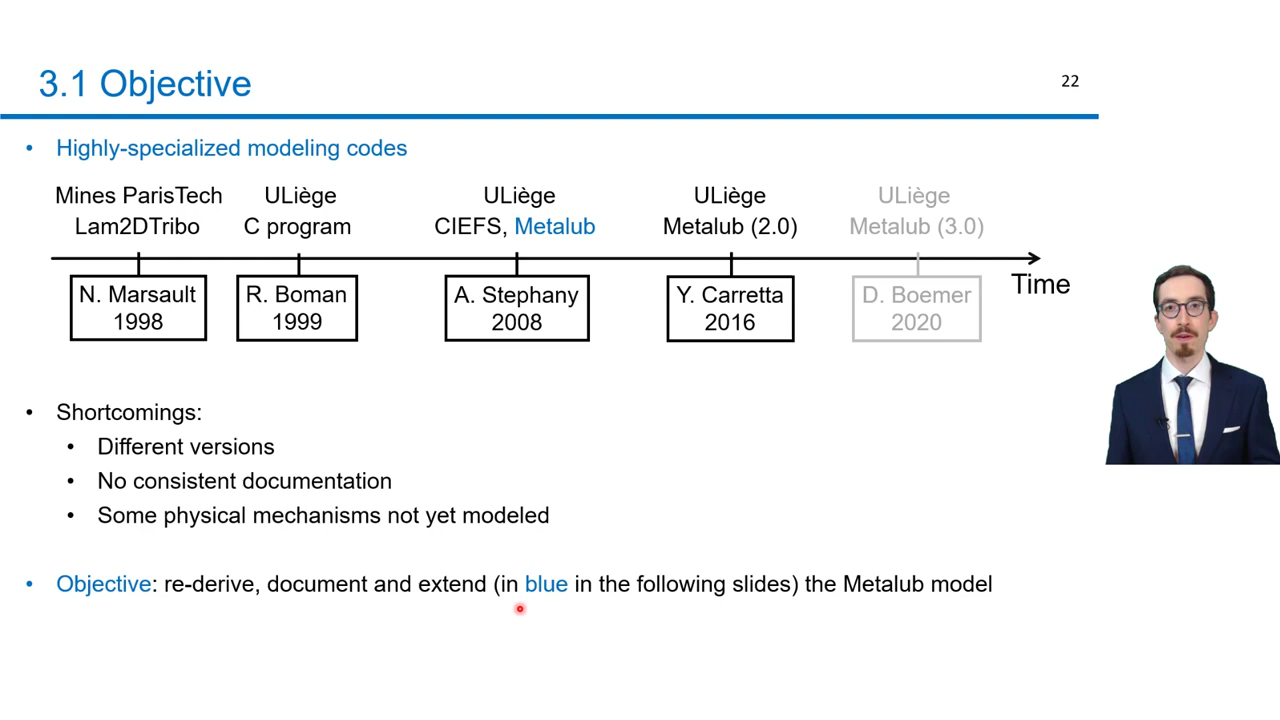 3.1 Objective
22
• Highly-specialized modeling codes
Mines ParisTech
Lam2DTribo
ULiège
C program
ULiège
CIEFS, Metalub
ULiège
Metalub (2.0)
ULiège
Metalub (3.0)
N. Marsault
1998
R. Boman
1999
A. Stephany
2008
Y. Carretta
2016
D. Boemer
2020
Time
• Shortcomings:
• Different versions
• No consistent documentation
• Some physical mechanisms not yet modeled
• Objective: re-derive, document and extend (in blue in the following slides) the Metalub model